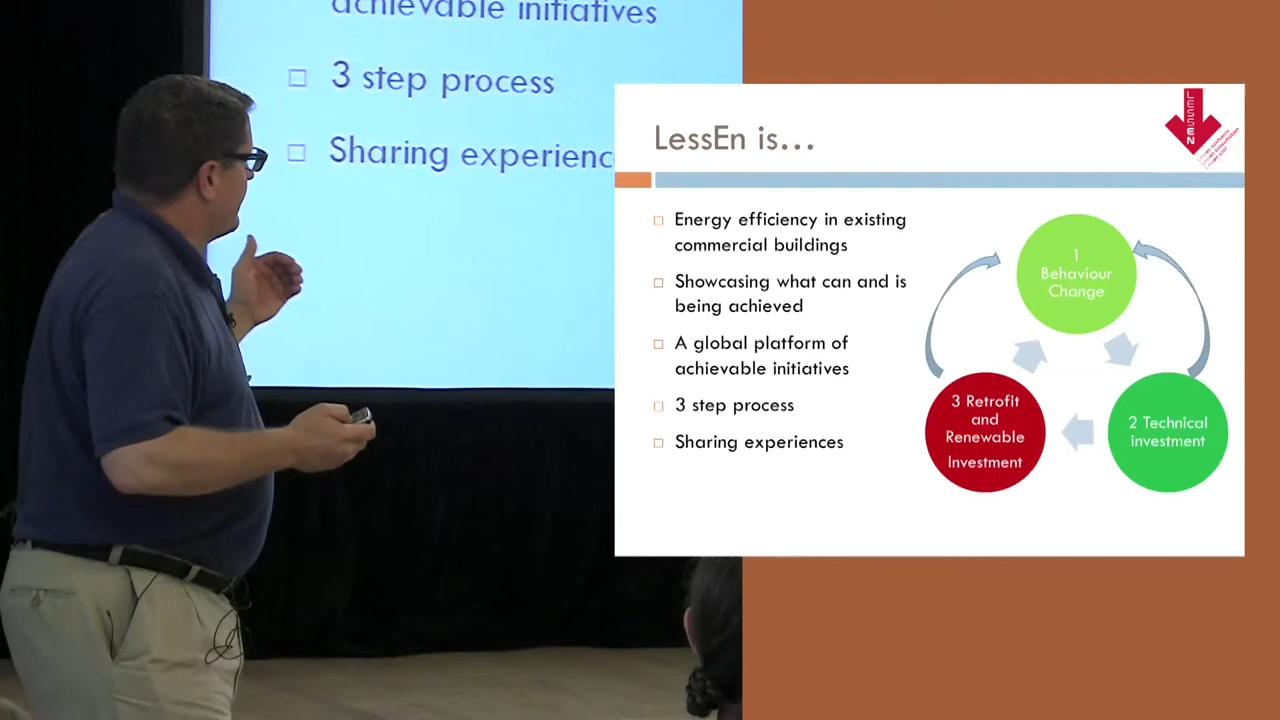 achievable initiatives
3 step process
Sharing experienc
LessEn is...
LESSEN
Energy efficiency in existing
commercial buildings
Showcasing what can and is
being achieved
A global platform of
achievable initiatives
3 step process
Sharing experiences
1
Behaviour
Change
2 Technical
investment
3 Retrofit
and
Renewable
Investment